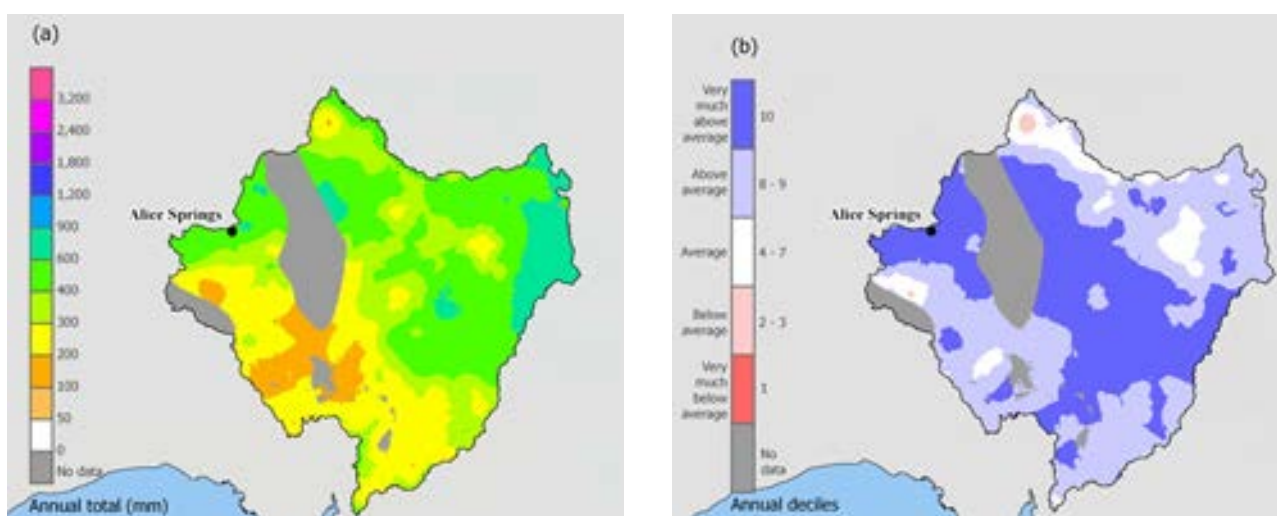 (a)
3,200
2,400
1,800
1,200
900
600
400
300
200
100
50
0
No data
Alice Springs
Annual total (mm)
(b)
Very
much
above
average
10
Above
average
8 - 9
Average
4 - 7
Below
average
2 - 3
Very
much
below
average
1
No
data
Alice Springs
Annual deciles